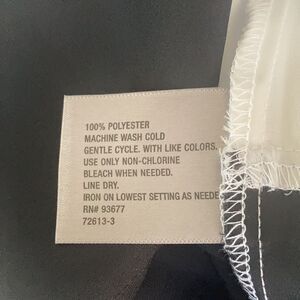 100% POLYESTER
MACHINE WASH COLD
GENTLE CYCLE. WITH LIKE COLORS.
USE ONLY NON-CHLORINE
BLEACH WHEN NEEDED.
LINE DRY.
IRON ON LOWEST SETTING AS NEEDE
RN# 93677
72613-3